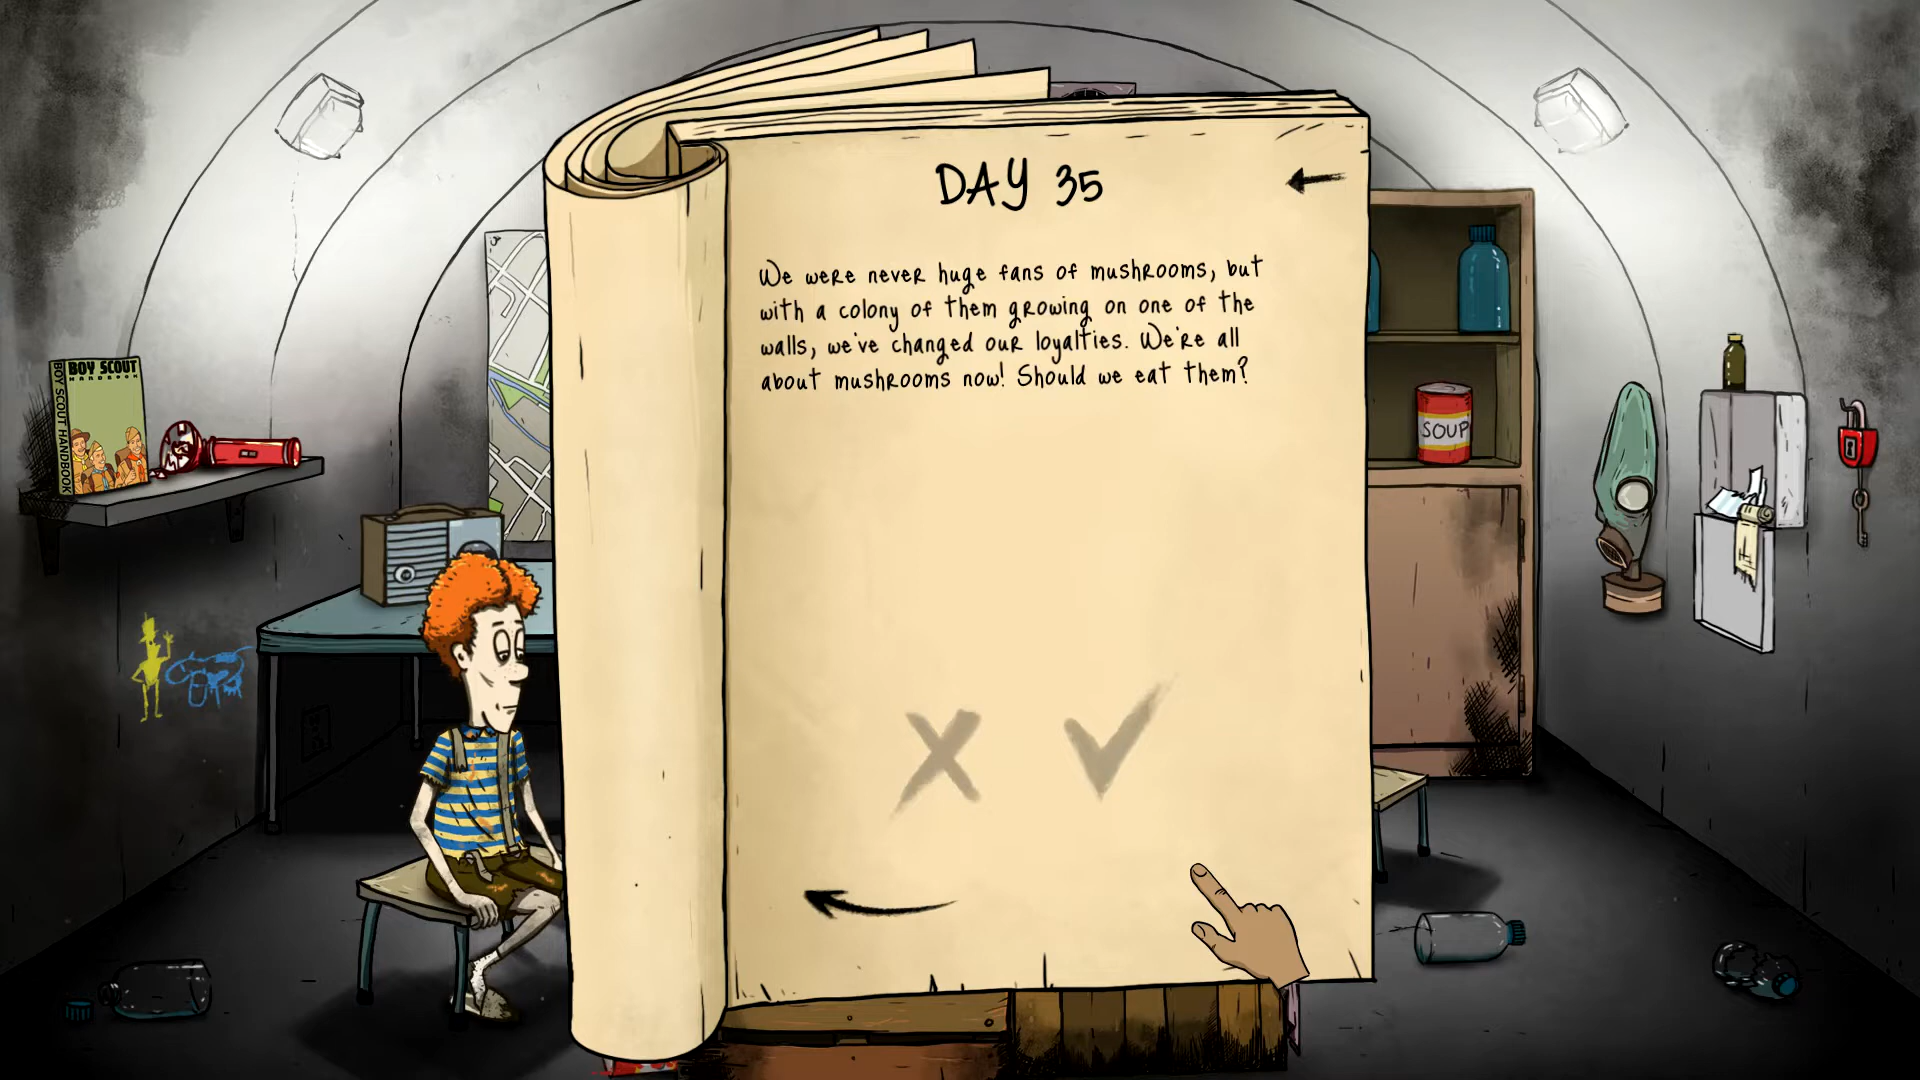 DAY 35
We were never huge fans of mushrooms, but
with a colony of them growing on one of the
walls, we've changed our loyalties. We're all
about mushrooms now! Should we eat them?
BOY SCOUT
HANDBOOK
BOY SCOUT HANDBOOK
SOUP